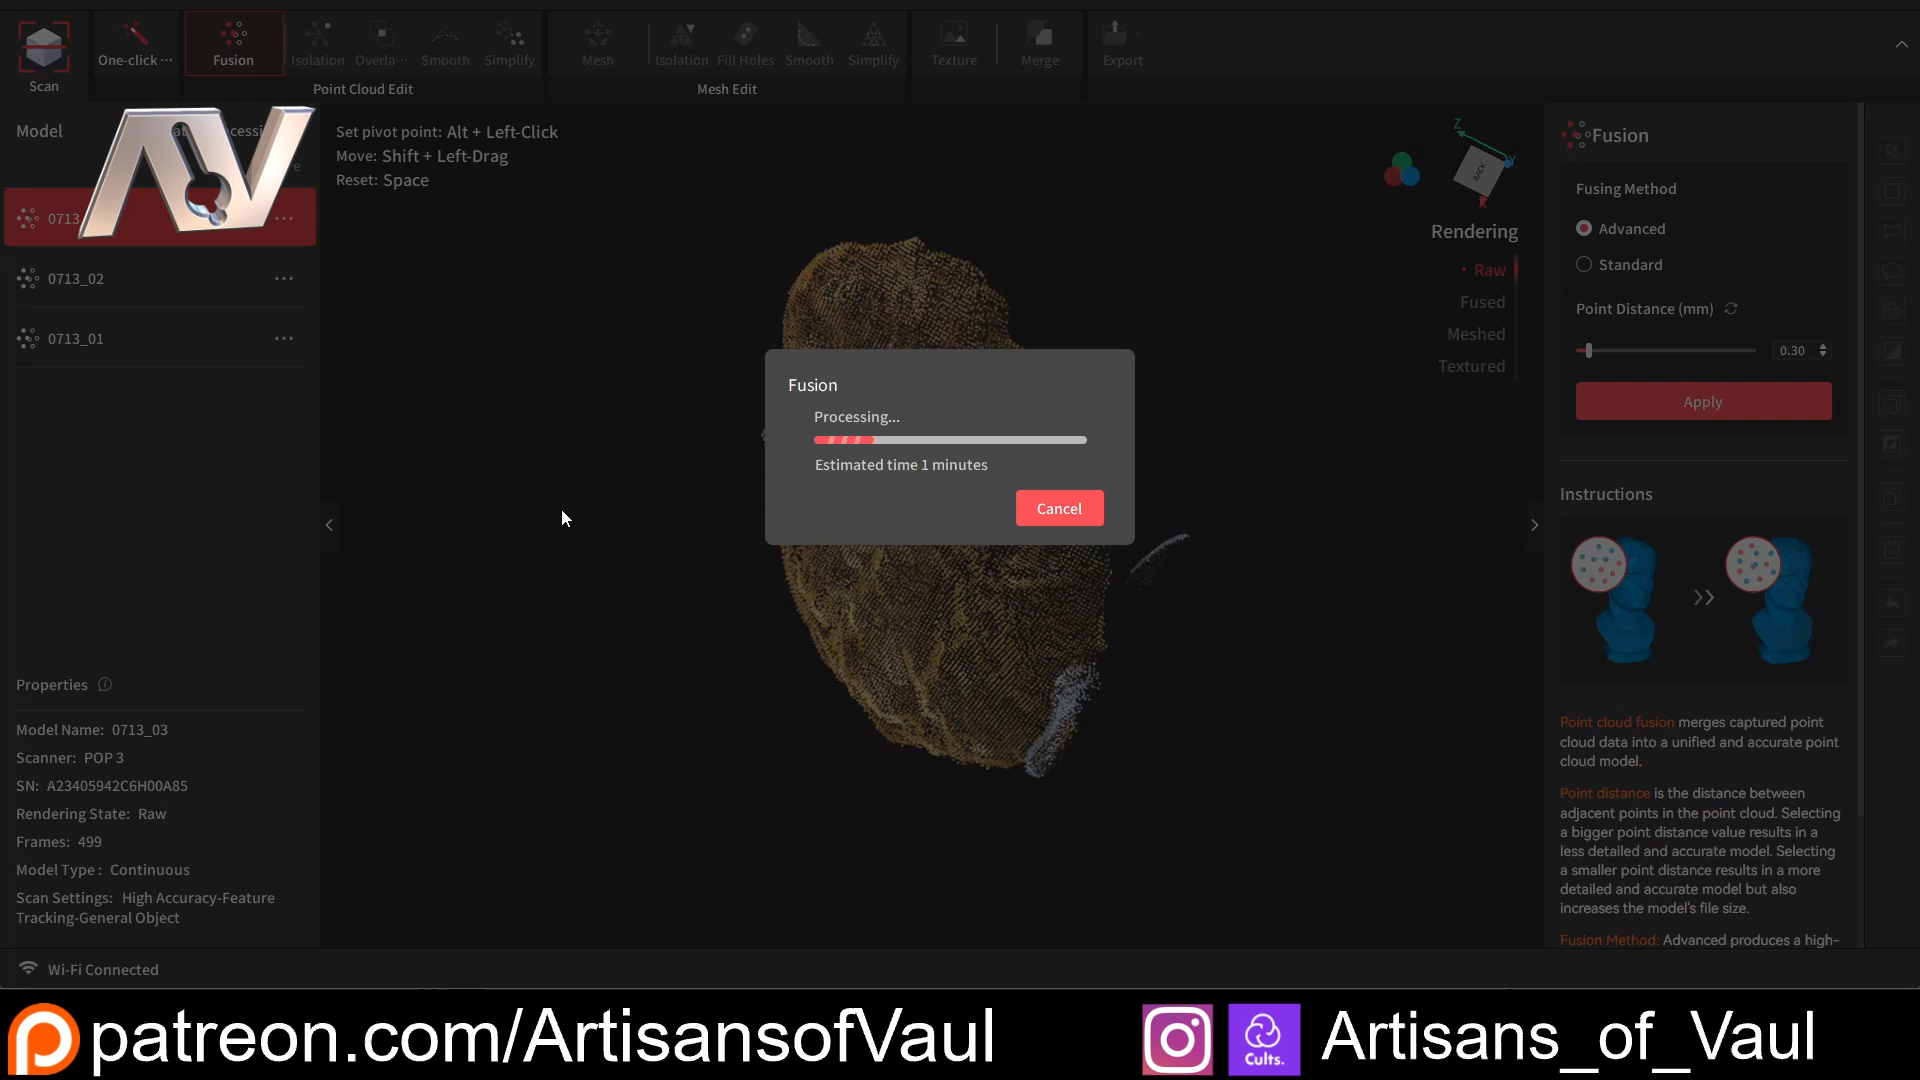 Scan
One-click ···
Fusion
Isolation
Overla···
Smooth
Simplify
Point Cloud Edit
Mesh
Isolation
Fill Holes
Smooth
Simplify
Mesh Edit
Texture
Merge
Export
Model
AV
0713
0713_02
0713_01
Properties
Model Name: 0713_03
Scanner: POP 3
SN: A23405942C6H00A85
Rendering State: Raw
Frames: 499
Model Type : Continuous
Scan Settings: High Accuracy-Feature
Tracking-General Object
Wi-Fi Connected
Set pivot point: Alt + Left-Click
Move: Shift + Left-Drag
Reset: Space
Z
BACK
X
Rendering
• Raw
Fused
Meshed
Textured
Fusion
Processing...
Estimated time 1 minutes
Cancel
Fusion
Fusing Method
Advanced
Standard
Point Distance (mm)
0.30
Apply
Instructions
Point cloud fusion merges captured point
cloud data into a unified and accurate point
cloud model.
Point distance is the distance between
adjacent points in the point cloud. Selecting
a bigger point distance value results in a
less detailed and accurate model. Selecting
a smaller point distance results in a more
detailed and accurate model but also
increases the model's file size.
Fusion Method: Advanced produces a high-
patreon.com/ArtisansofVaul
Cults.
Artisans_of_Vaul